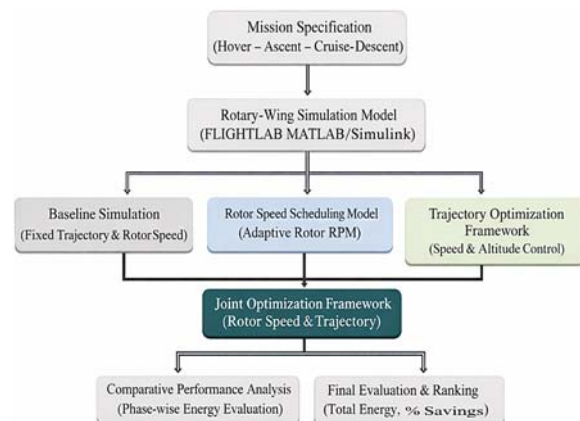 Mission Specification
(Hover – Ascent – Cruise-Descent)
Rotary-Wing Simulation Model
(FLIGHTLAB MATLAB/Simulink)
Baseline Simulation
(Fixed Trajectory & Rotor Speed)
Rotor Speed Scheduling Model
(Adaptive Rotor RPM)
Trajectory Optimization
Framework
(Speed & Altitude Control)
Joint Optimization Framework
(Rotor Speed & Trajectory)
Comparative Performance Analysis
(Phase-wise Energy Evaluation)
Final Evaluation & Ranking
(Total Energy, % Savings)